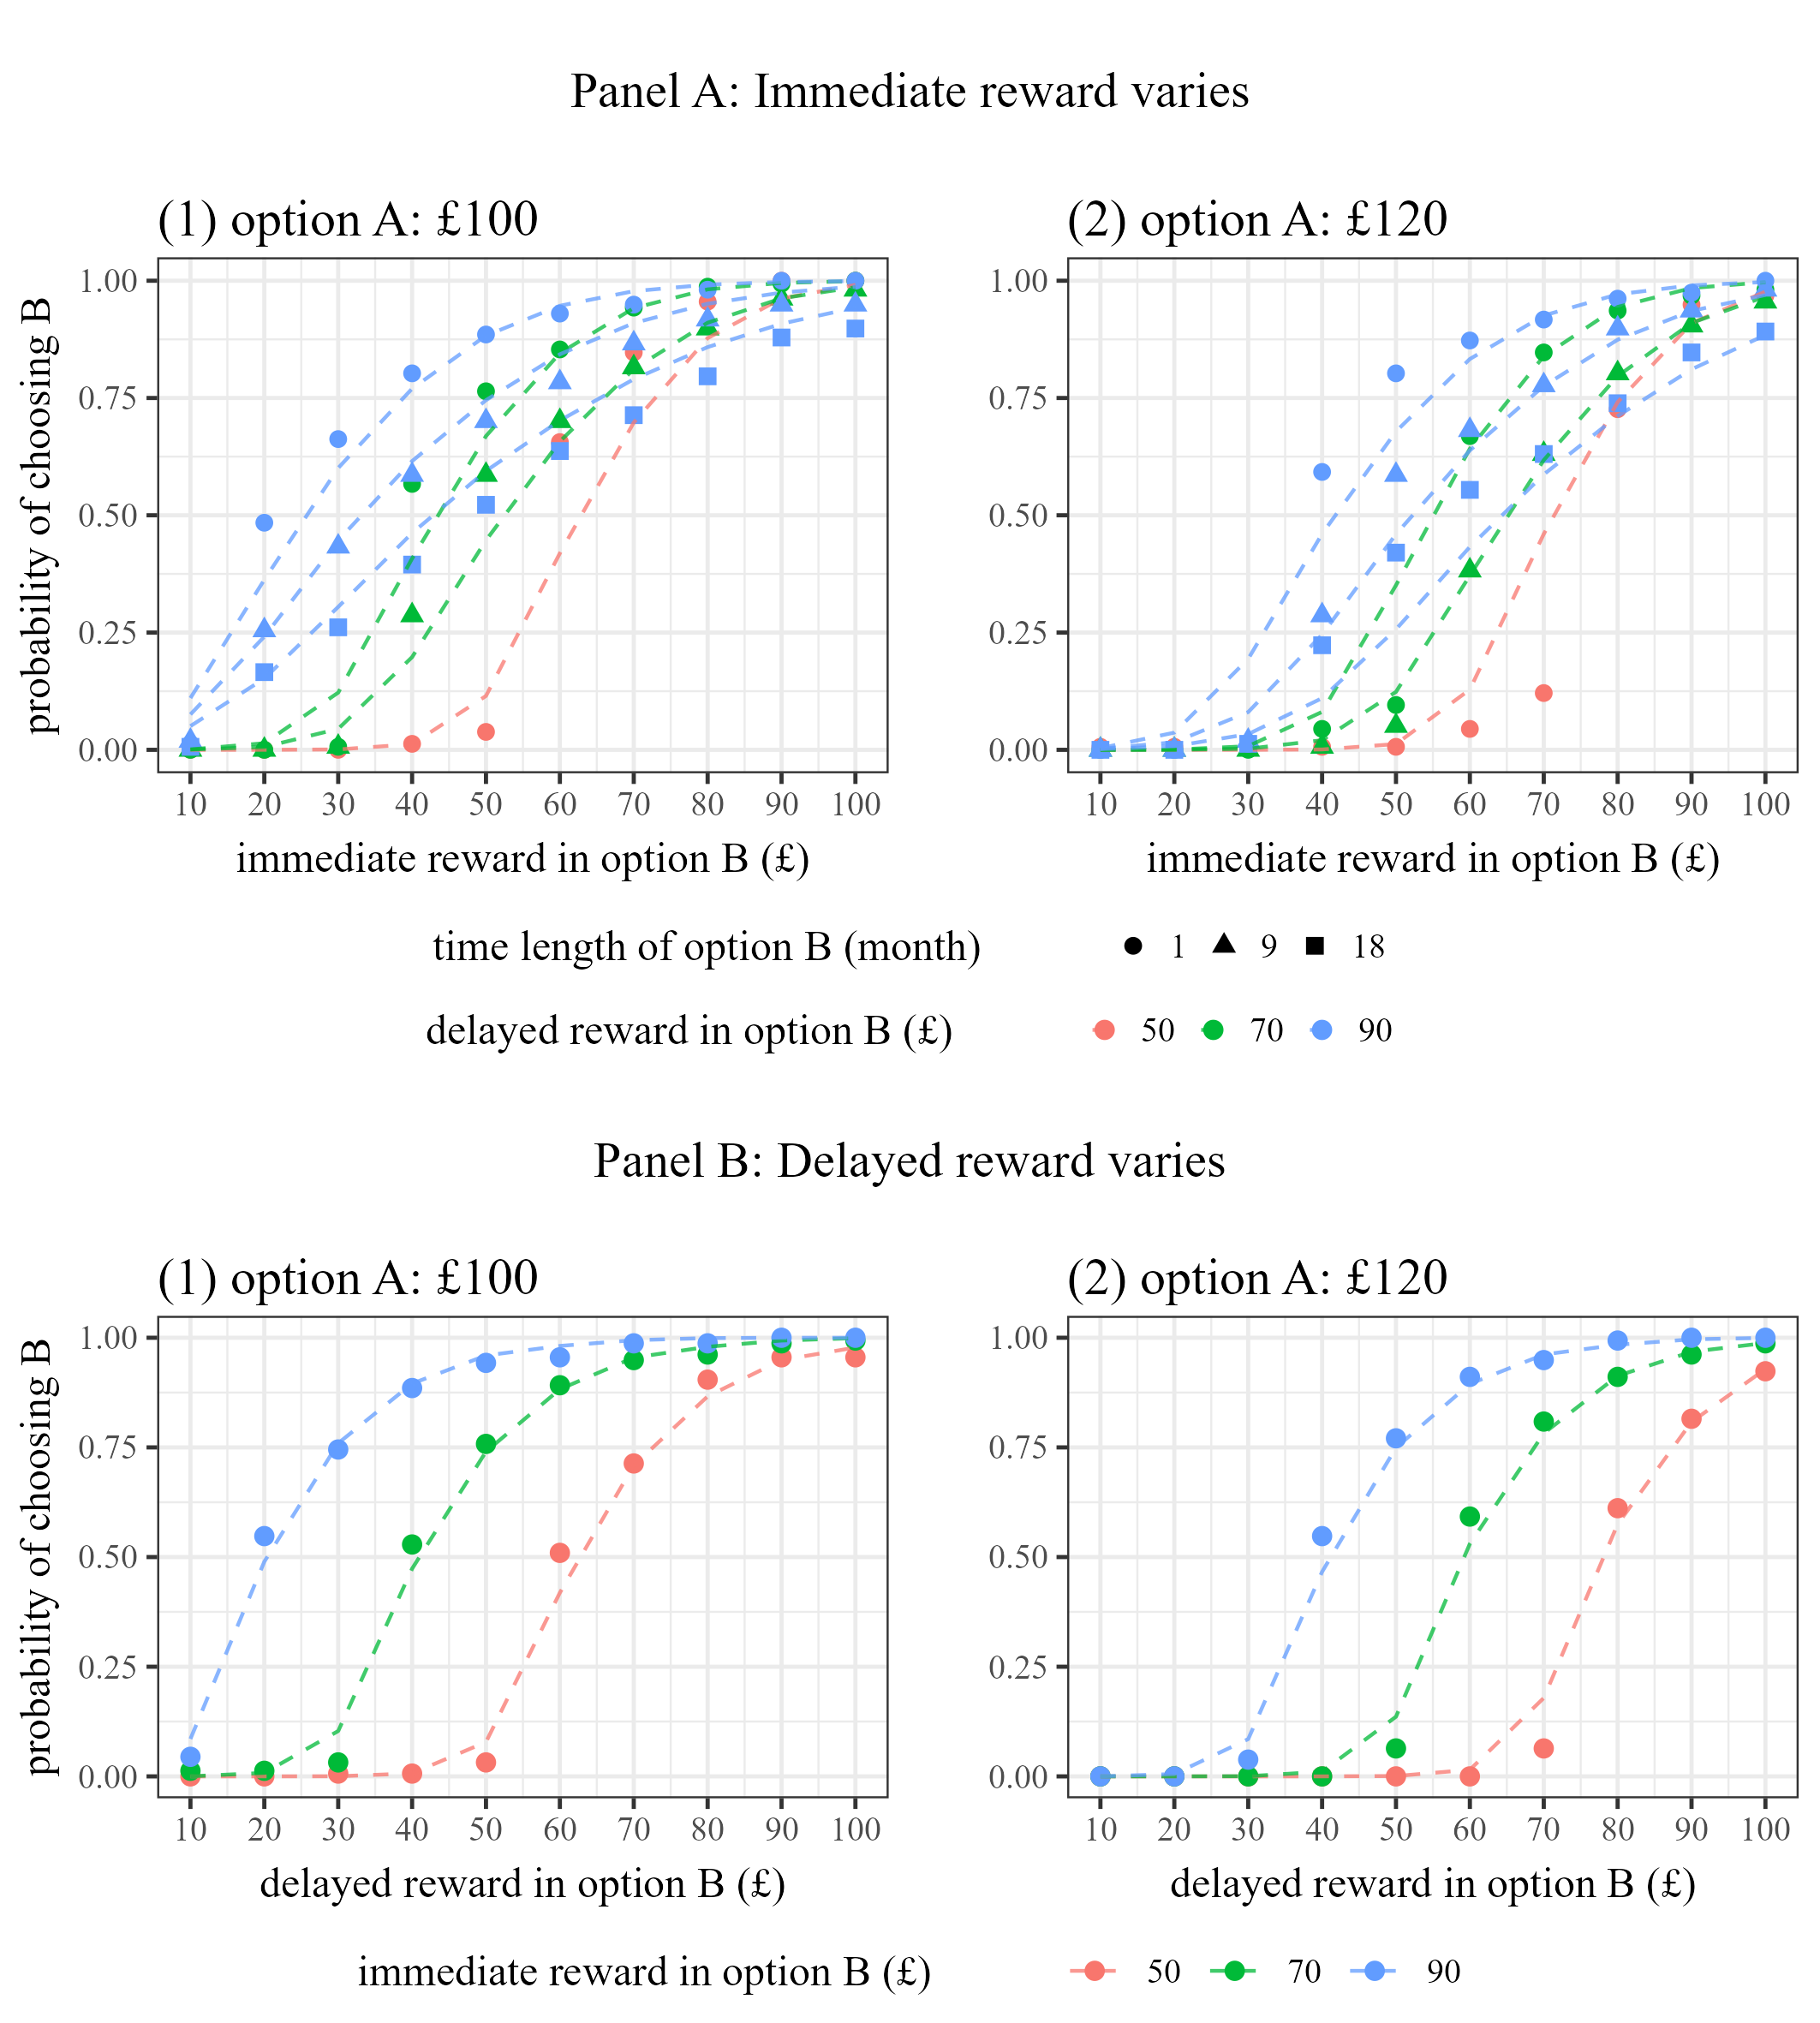 Panel A: Immediate reward varies
(1) option A: £100
(2) option A: £120
probability of choosing B
1.00
0.75
0.50
0.25
0.00
10 20 30 40 50 60 70 80 90 100
immediate reward in option B (£)
1.00
0.75
0.50
0.25
0.00
10 20 30 40 50 60 70 80 90 100
immediate reward in option B (£)
time length of option B (month) 1 9 18
delayed reward in option B (£) 50 70 90
Panel B: Delayed reward varies
(1) option A: £100
(2) option A: £120
probability of choosing B
1.00
0.75
0.50
0.25
0.00
10 20 30 40 50 60 70 80 90 100
delayed reward in option B (£)
1.00
0.75
0.50
0.25
0.00
10 20 30 40 50 60 70 80 90 100
delayed reward in option B (£)
immediate reward in option B (£) 50 70 90